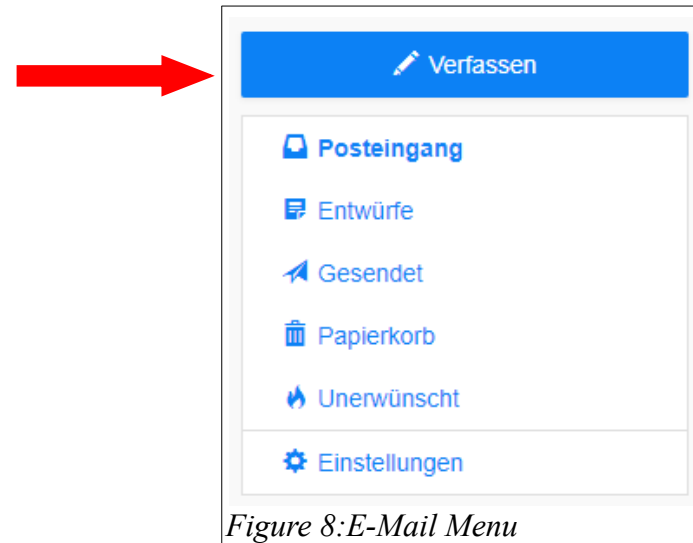 Verfassen
Posteingang
Entwürfe
Gesendet
Papierkorb
Unerwünscht
Einstellungen
Figure 8:E-Mail Menu